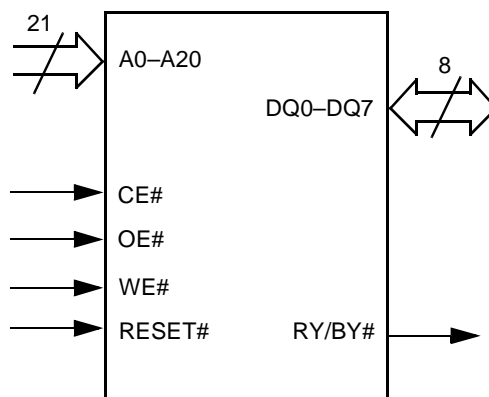 21
A0–A20
8
DQ0–DQ7
CE#
OE#
WE#
RESET#
RY/BY#